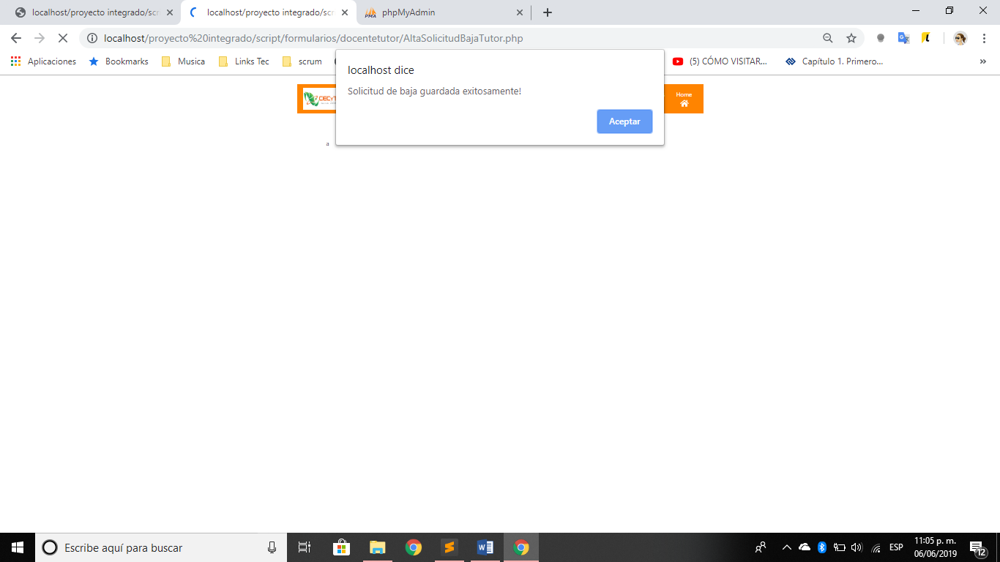 localhost/proyecto integrado/scr
localhost/proyecto integrado/scr
phpMyAdmin
localhost/proyecto%20integrado/script/formularios/docentetutor/AltaSolicitudBajaTutor.php
Aplicaciones
Bookmarks
Musica
Links Tec
scrum
(5) CÓMO VISITAR...
Capítulo 1. Primero...
»
localhost dice
Solicitud de baja guardada exitosamente!
Aceptar
Home
a
Escribe aquí para buscar
ESP
11:05 p. m.
06/06/2019
12